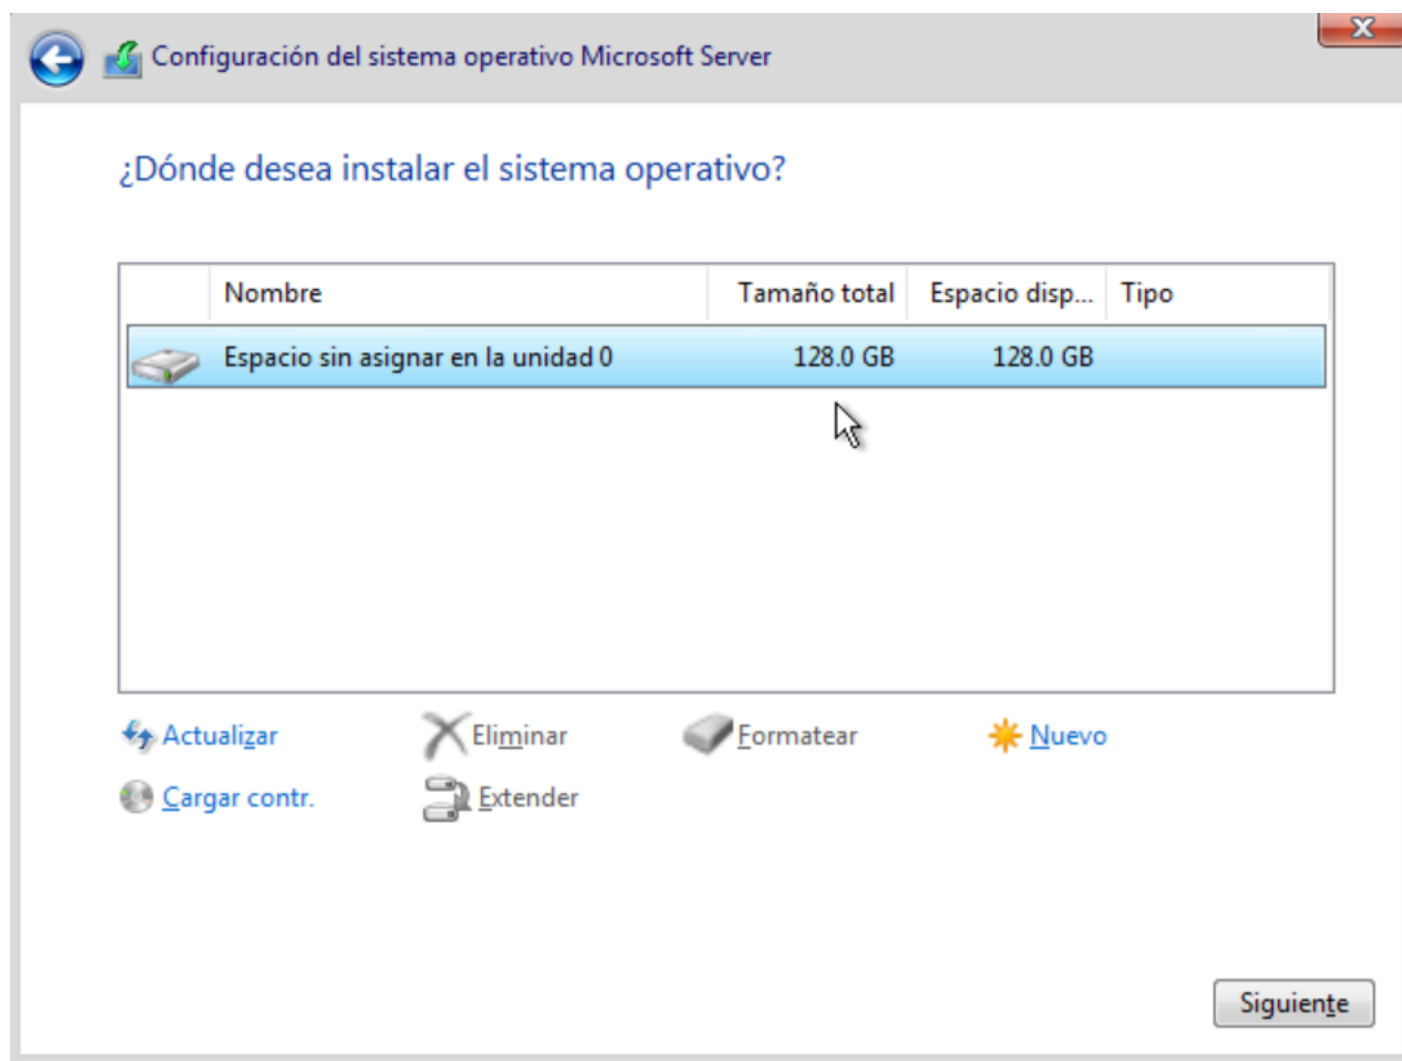 Configuración del sistema operativo Microsoft Server
¿Dónde desea instalar el sistema operativo?
Nombre Tamaño total Espacio disp... Tipo
Espacio sin asignar en la unidad 0 128.0 GB 128.0 GB
Actualizar Eliminar Formatear Nuevo
Cargar contr. Extender
Siguiente